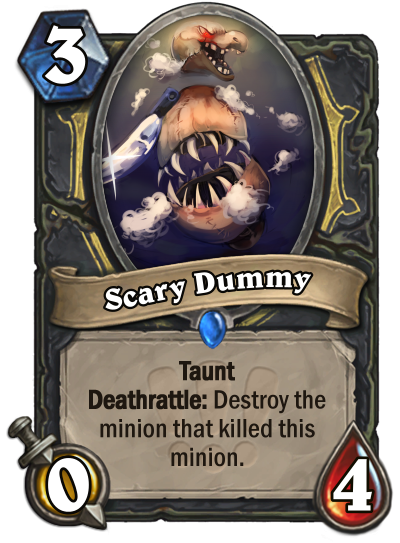 3
Scary Dummy
Taunt
Deathrattle: Destroy the
minion that killed this
minion.
0
4